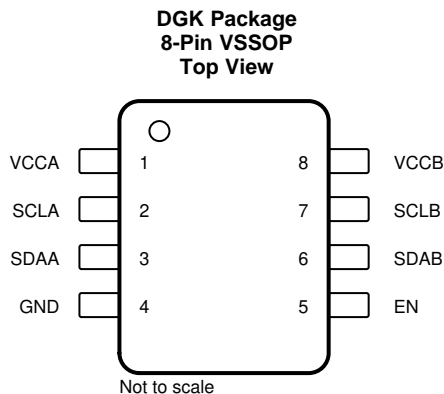 DGK Package
8-Pin VSSOP
Top View
VCCA 1 8 VCCB
SCLA 2 7 SCLB
SDAA 3 6 SDAB
GND 4 5 EN
Not to scale